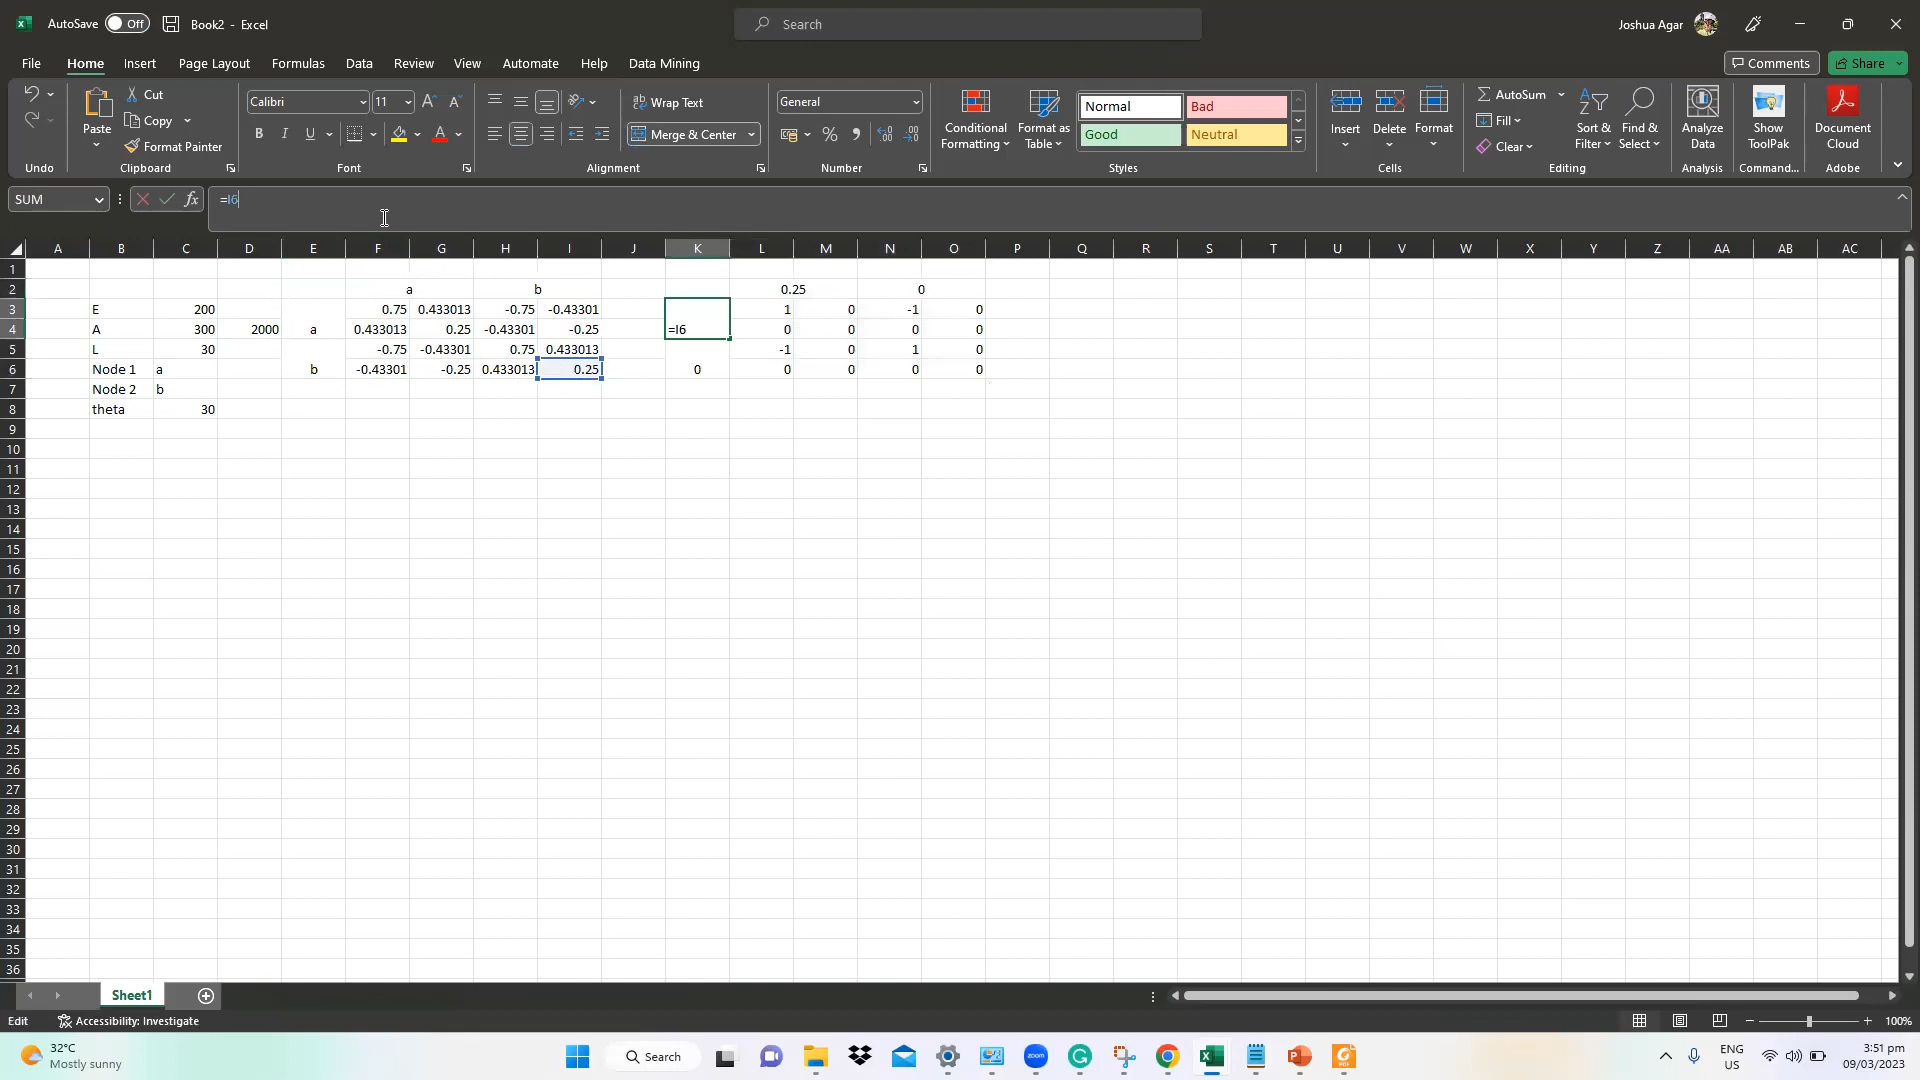 AutoSave Off Book2 - Excel Search Joshua Agar
File Home Insert Page Layout Formulas Data Review View Automate Help Data Mining Comments Share
Cut Calibri 11 Wrap Text General Normal Bad AutoSum
Paste Copy Merge & Center Conditional Formatting Format as Table Good Neutral Insert Delete Format Fill Sort & Filter Find & Select Analyze Data Show ToolPak Document Cloud
Format Painter Clear
Undo Clipboard Font Alignment Number Styles Cells Editing Analysis Command... Adobe
SUM fx =I6
A B C D E F G H I J K L M N O P Q R S T U V W X Y Z AA AB AC
1
2 a b 0.25 0
3 E 200 0.75 0.433013 -0.75 -0.43301 1 0 -1 0
4 A 300 2000 a 0.433013 0.25 -0.43301 -0.25 =I6 0 0 0 0
5 L 30 -0.75 -0.43301 0.75 0.433013 -1 0 1 0
6 Node 1 a b -0.43301 -0.25 0.433013 0.25 0 0 0 0 0
7 Node 2 b
8 theta 30
9
10
11
12
13
14
15
16
17
18
19
20
21
22
23
24
25
26
27
28
29
30
31
32
33
34
35
36
Sheet1
Edit Accessibility: Investigate 100%
32°C
Mostly sunny
Search
zoom
ENG
US
3:51 pm
09/03/2023